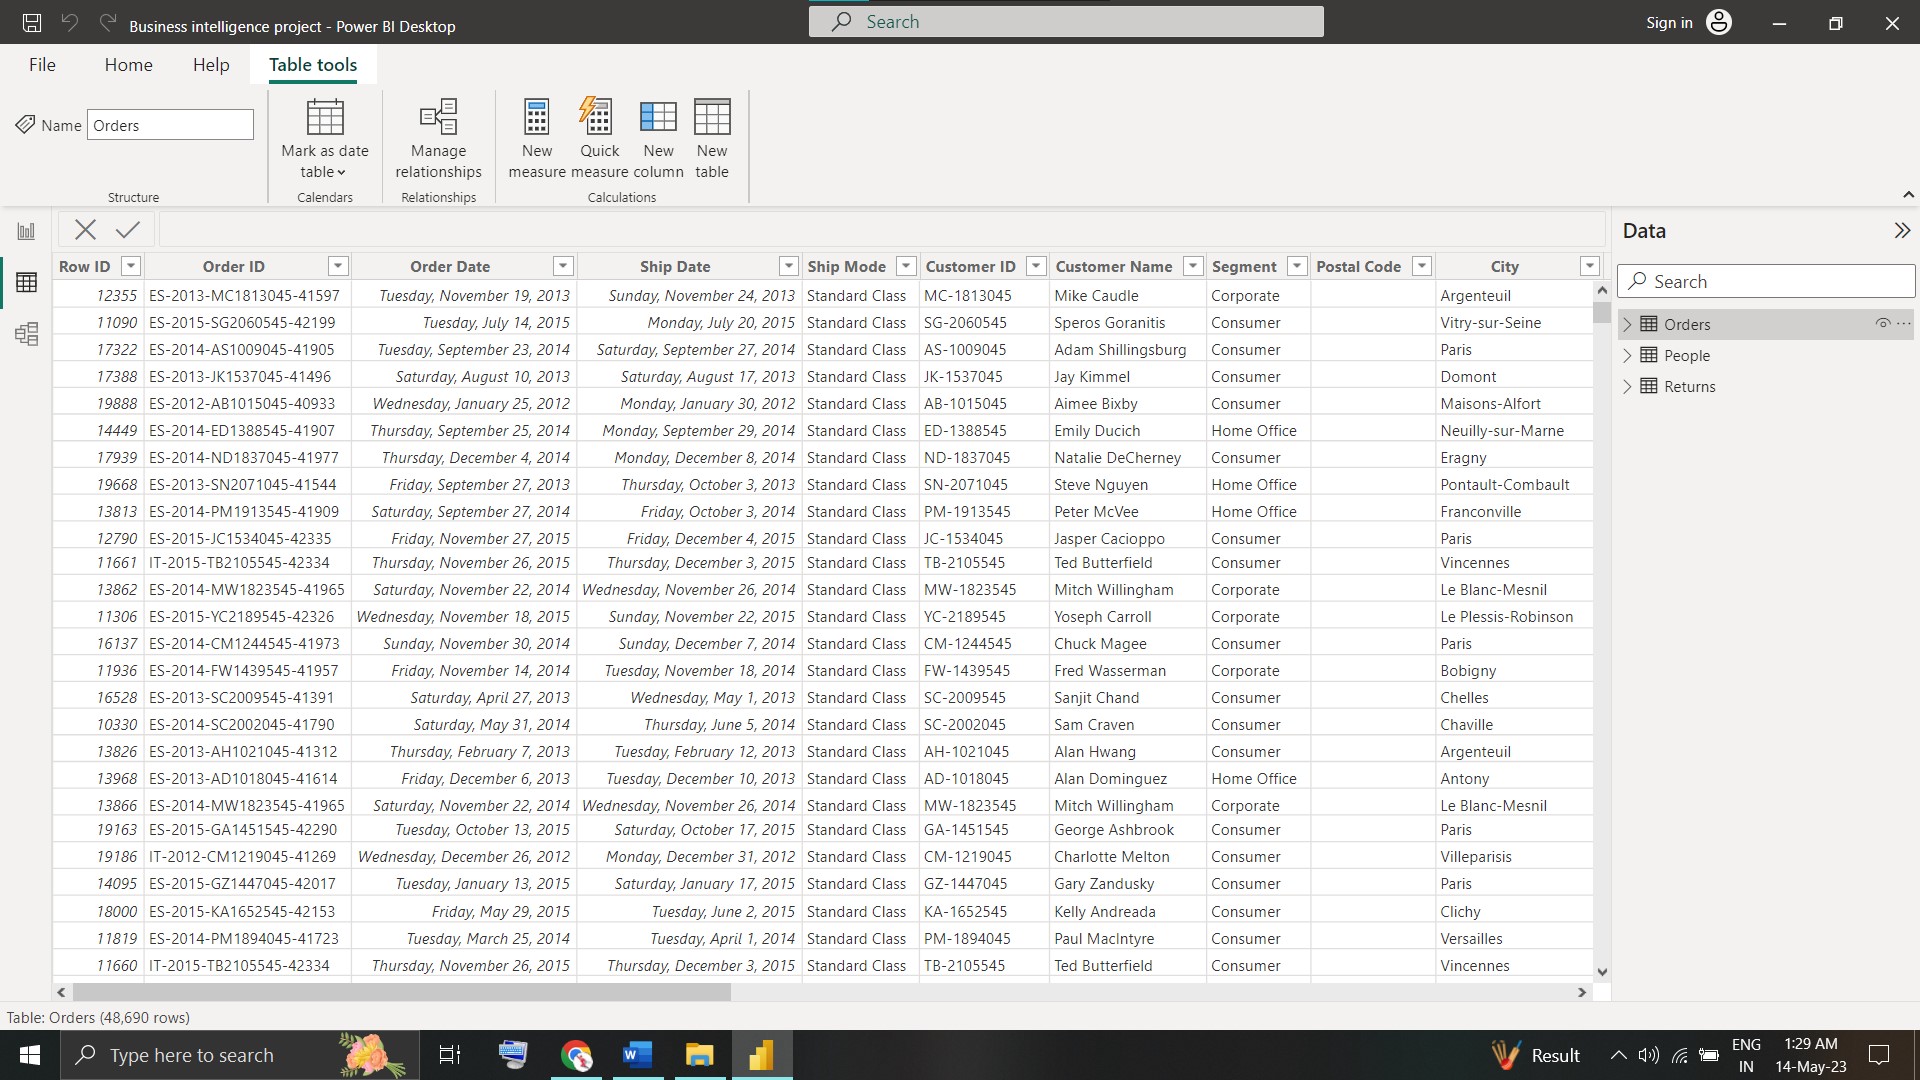 Business intelligence project - Power BI Desktop
Search
Sign in
File Home Help Table tools
Name Orders
Mark as date table
Manage relationships
New measure
Quick measure
New column
New table
Structure Calendars Relationships Calculations
Data
Search
Orders
People
Returns
Row ID Order ID Order Date Ship Date Ship Mode Customer ID Customer Name Segment Postal Code City
12355 ES-2013-MC1813045-41597 Tuesday, November 19, 2013 Sunday, November 24, 2013 Standard Class MC-1813045 Mike Caudle Corporate Argenteuil
11090 ES-2015-SG2060545-42199 Tuesday, July 14, 2015 Monday, July 20, 2015 Standard Class SG-2060545 Speros Goranitis Consumer Vitry-sur-Seine
17322 ES-2014-AS1009045-41905 Tuesday, September 23, 2014 Saturday, September 27, 2014 Standard Class AS-1009045 Adam Shillingsburg Consumer Paris
17388 ES-2013-JK1537045-41496 Saturday, August 10, 2013 Saturday, August 17, 2013 Standard Class JK-1537045 Jay Kimmel Consumer Domont
19888 ES-2012-AB1015045-40933 Wednesday, January 25, 2012 Monday, January 30, 2012 Standard Class AB-1015045 Aimee Bixby Consumer Maisons-Alfort
14449 ES-2014-ED1388545-41907 Thursday, September 25, 2014 Monday, September 29, 2014 Standard Class ED-1388545 Emily Ducich Home Office Neuilly-sur-Marne
17939 ES-2014-ND1837045-41977 Thursday, December 4, 2014 Monday, December 8, 2014 Standard Class ND-1837045 Natalie DeCherney Consumer Eragny
19668 ES-2013-SN2071045-41544 Friday, September 27, 2013 Thursday, October 3, 2013 Standard Class SN-2071045 Steve Nguyen Home Office Pontault-Combault
13813 ES-2014-PM1913545-41909 Saturday, September 27, 2014 Friday, October 3, 2014 Standard Class PM-1913545 Peter McVee Home Office Franconville
12790 ES-2015-JC1534045-42335 Friday, November 27, 2015 Friday, December 4, 2015 Standard Class JC-1534045 Jasper Cacioppo Consumer Paris
11661 IT-2015-TB2105545-42334 Thursday, November 26, 2015 Thursday, December 3, 2015 Standard Class TB-2105545 Ted Butterfield Consumer Vincennes
13862 ES-2014-MW1823545-41965 Saturday, November 22, 2014 Wednesday, November 26, 2014 Standard Class MW-1823545 Mitch Willingham Corporate Le Blanc-Mesnil
11306 ES-2015-YC2189545-42326 Wednesday, November 18, 2015 Sunday, November 22, 2015 Standard Class YC-2189545 Yoseph Carroll Corporate Le Plessis-Robinson
16137 ES-2014-CM1244545-41973 Sunday, November 30, 2014 Sunday, December 7, 2014 Standard Class CM-1244545 Chuck Magee Consumer Paris
11936 ES-2014-FW1439545-41957 Friday, November 14, 2014 Tuesday, November 18, 2014 Standard Class FW-1439545 Fred Wasserman Corporate Bobigny
16528 ES-2013-SC2009545-41391 Saturday, April 27, 2013 Wednesday, May 1, 2013 Standard Class SC-2009545 Sanjit Chand Consumer Chelles
10330 ES-2014-SC2002045-41790 Saturday, May 31, 2014 Thursday, June 5, 2014 Standard Class SC-2002045 Sam Craven Consumer Chaville
13826 ES-2013-AH1021045-41312 Thursday, February 7, 2013 Tuesday, February 12, 2013 Standard Class AH-1021045 Alan Hwang Consumer Argenteuil
13968 ES-2013-AD1018045-41614 Friday, December 6, 2013 Tuesday, December 10, 2013 Standard Class AD-1018045 Alan Dominguez Home Office Antony
13866 ES-2014-MW1823545-41965 Saturday, November 22, 2014 Wednesday, November 26, 2014 Standard Class MW-1823545 Mitch Willingham Corporate Le Blanc-Mesnil
19163 ES-2015-GA1451545-42290 Tuesday, October 13, 2015 Saturday, October 17, 2015 Standard Class GA-1451545 George Ashbrook Consumer Paris
19186 IT-2012-CM1219045-41269 Wednesday, December 26, 2012 Monday, December 31, 2012 Standard Class CM-1219045 Charlotte Melton Consumer Villeparisis
14095 ES-2015-GZ1447045-42017 Tuesday, January 13, 2015 Saturday, January 17, 2015 Standard Class GZ-1447045 Gary Zandusky Consumer Paris
18000 ES-2015-KA1652545-42153 Friday, May 29, 2015 Tuesday, June 2, 2015 Standard Class KA-1652545 Kelly Andreada Consumer Clichy
11819 ES-2014-PM1894045-41723 Tuesday, March 25, 2014 Tuesday, April 1, 2014 Standard Class PM-1894045 Paul MacIntyre Consumer Versailles
11660 IT-2015-TB2105545-42334 Thursday, November 26, 2015 Thursday, December 3, 2015 Standard Class TB-2105545 Ted Butterfield Consumer Vincennes
Table: Orders (48,690 rows)
Type here to search
Result
ENG
IN
1:29 AM
14-May-23